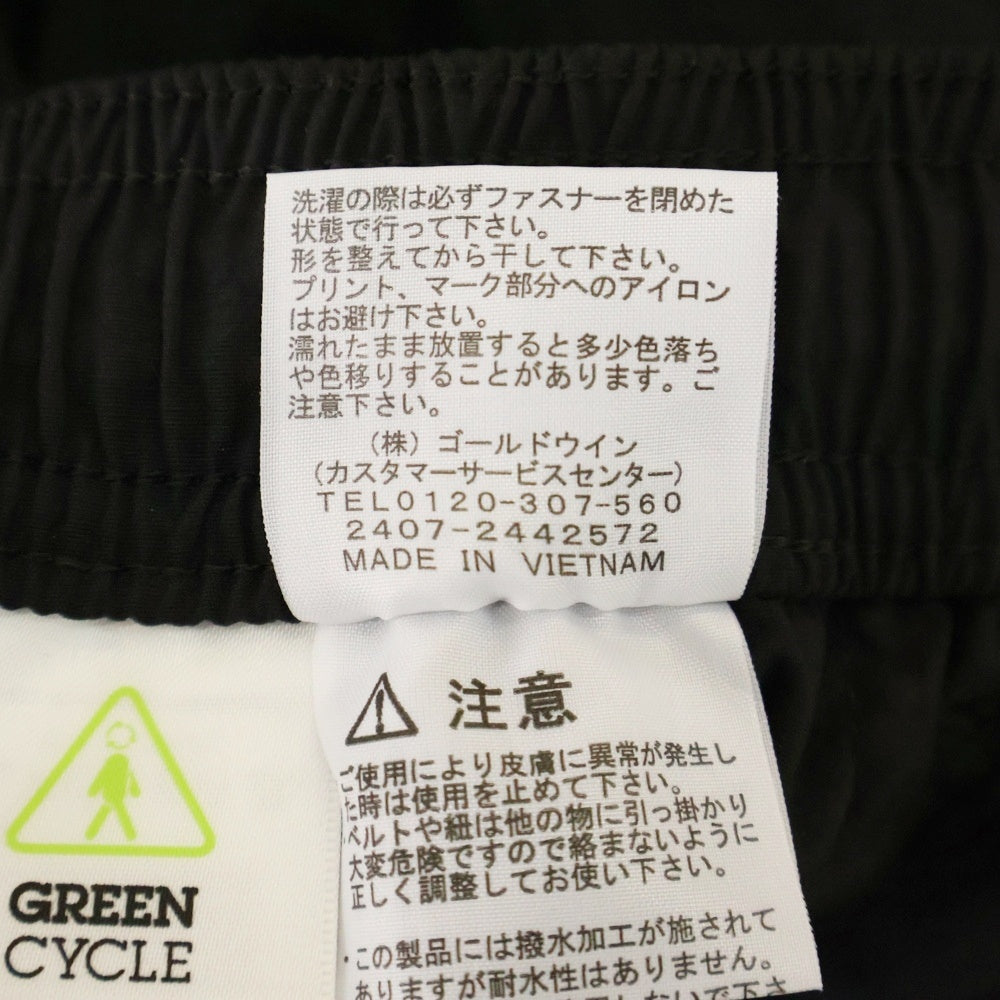 洗濯の際は必ずファスナーを閉めた
状態で行って下さい。
形を整えてから干して下さい。
プリント、マーク部分へのアイロン
はお避け下さい。
濡れたまま放置すると多少色落ち
や色移りすることがあります。ご
注意下さい。
（株）ゴールドウイン
（カスタマーサービスセンター）
TEL0120-307-560
2407-2442572
MADE IN VIETNAM
注意
ご使用により皮膚に異常が発生し
た時は使用を止めて下さい。
ベルトや紐は他の物に引っ掛かり
大変危険ですので絡まないように
正しく調整してお使い下さい。
・この製品には撥水加工が施されて
ありますが耐水性はありません。
GREEN
CYCLE